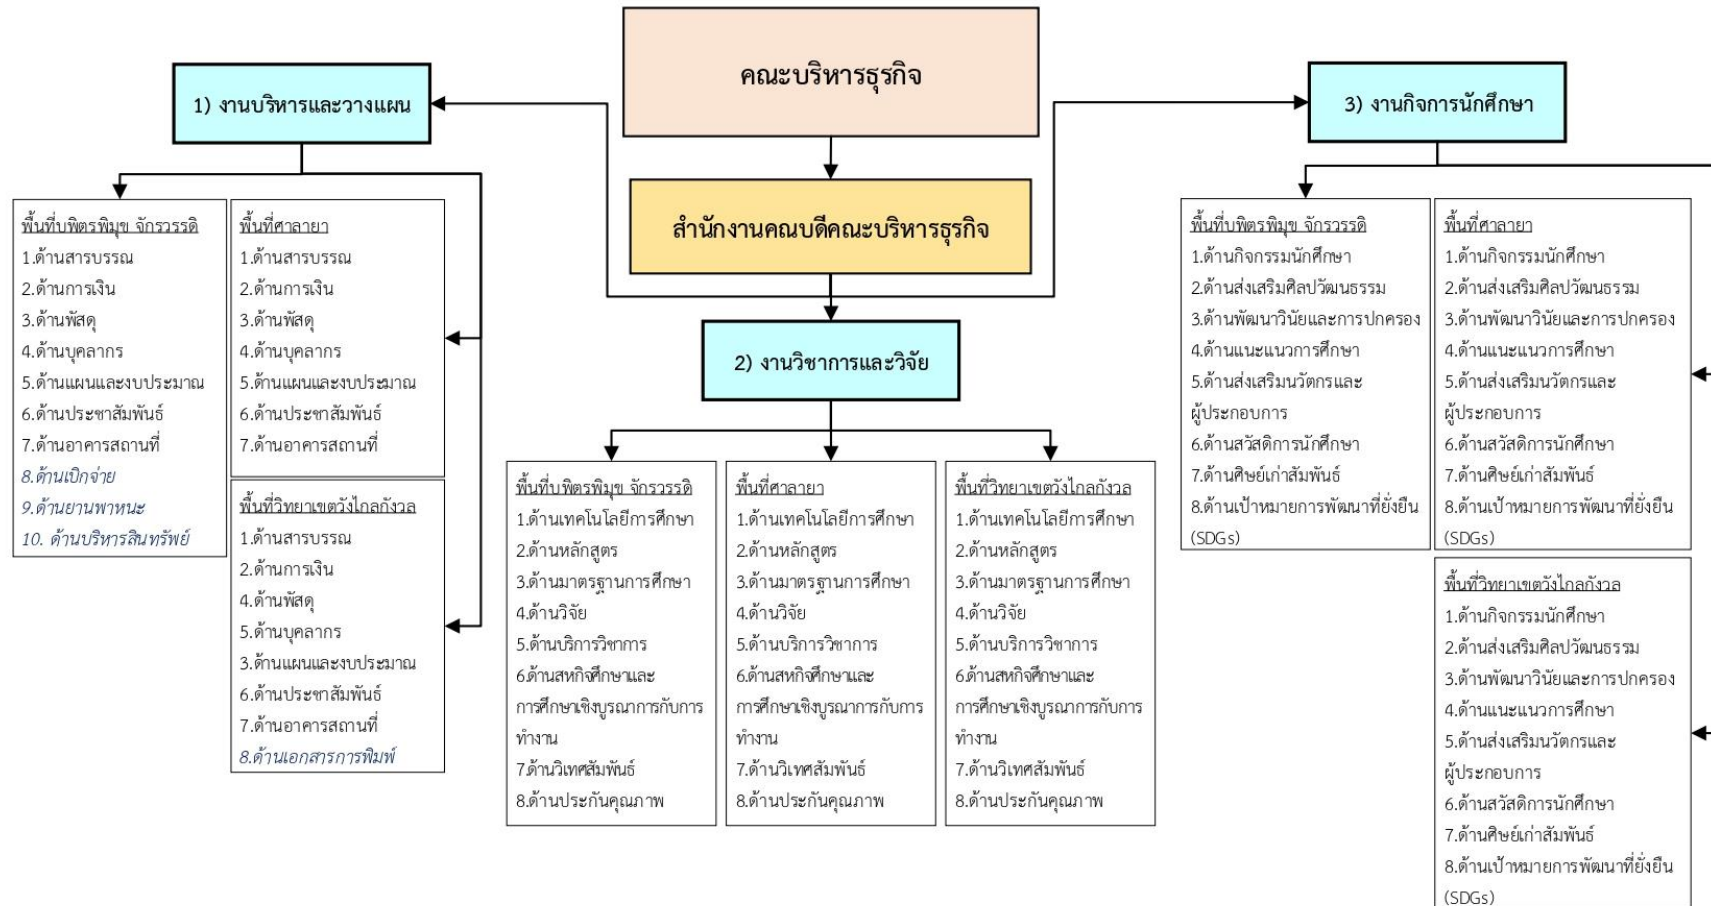 คณะบริหารธุรกิจ
สำนักงานคณบดีคณะบริหารธุรกิจ
1) งานบริหารและวางแผน
พื้นที่บพิตรพิมุข จักรวรรดิ
1.ด้านสารบรรณ
2.ด้านการเงิน
3.ด้านพัสดุ
4.ด้านบุคลากร
5.ด้านแผนและงบประมาณ
6.ด้านประชาสัมพันธ์
7.ด้านอาคารสถานที่
8.ด้านเบิกจ่าย
9.ด้านยานพาหนะ
10. ด้านบริหารสินทรัพย์
พื้นที่ศาลายา
1.ด้านสารบรรณ
2.ด้านการเงิน
3.ด้านพัสดุ
4.ด้านบุคลากร
5.ด้านแผนและงบประมาณ
6.ด้านประชาสัมพันธ์
7.ด้านอาคารสถานที่
พื้นที่วิทยาเขตวังไกลกังวล
1.ด้านสารบรรณ
2.ด้านการเงิน
4.ด้านพัสดุ
5.ด้านบุคลากร
3.ด้านแผนและงบประมาณ
6.ด้านประชาสัมพันธ์
7.ด้านอาคารสถานที่
8.ด้านเอกสารการพิมพ์
2) งานวิชาการและวิจัย
พื้นที่บพิตรพิมุข จักรวรรดิ
1.ด้านเทคโนโลยีการศึกษา
2.ด้านหลักสูตร
3.ด้านมาตรฐานการศึกษา
4.ด้านวิจัย
5.ด้านบริการวิชาการ
6.ด้านสหกิจศึกษาและ
การศึกษาเชิงบูรณาการกับการ
ทำงาน
7.ด้านวิเทศสัมพันธ์
8.ด้านประกันคุณภาพ
พื้นที่ศาลายา
1.ด้านเทคโนโลยีการศึกษา
2.ด้านหลักสูตร
3.ด้านมาตรฐานการศึกษา
4.ด้านวิจัย
5.ด้านบริการวิชาการ
6.ด้านสหกิจศึกษาและ
การศึกษาเชิงบูรณาการกับการ
ทำงาน
7.ด้านวิเทศสัมพันธ์
8.ด้านประกันคุณภาพ
พื้นที่วิทยาเขตวังไกลกังวล
1.ด้านเทคโนโลยีการศึกษา
2.ด้านหลักสูตร
3.ด้านมาตรฐานการศึกษา
4.ด้านวิจัย
5.ด้านบริการวิชาการ
6.ด้านสหกิจศึกษาและ
การศึกษาเชิงบูรณาการกับการ
ทำงาน
7.ด้านวิเทศสัมพันธ์
8.ด้านประกันคุณภาพ
3) งานกิจการนักศึกษา
พื้นที่บพิตรพิมุข จักรวรรดิ
1.ด้านกิจกรรมนักศึกษา
2.ด้านส่งเสริมศิลปวัฒนธรรม
3.ด้านพัฒนาวินัยและการปกครอง
4.ด้านแนะแนวการศึกษา
5.ด้านส่งเสริมนวัตกรและ
ผู้ประกอบการ
6.ด้านสวัสดิการนักศึกษา
7.ด้านศิษย์เก่าสัมพันธ์
8.ด้านเป้าหมายการพัฒนาที่ยั่งยืน
(SDGs)
พื้นที่ศาลายา
1.ด้านกิจกรรมนักศึกษา
2.ด้านส่งเสริมศิลปวัฒนธรรม
3.ด้านพัฒนาวินัยและการปกครอง
4.ด้านแนะแนวการศึกษา
5.ด้านส่งเสริมนวัตกรและ
ผู้ประกอบการ
6.ด้านสวัสดิการนักศึกษา
7.ด้านศิษย์เก่าสัมพันธ์
8.ด้านเป้าหมายการพัฒนาที่ยั่งยืน
(SDGs)
พื้นที่วิทยาเขตวังไกลกังวล
1.ด้านกิจกรรมนักศึกษา
2.ด้านส่งเสริมศิลปวัฒนธรรม
3.ด้านพัฒนาวินัยและการปกครอง
4.ด้านแนะแนวการศึกษา
5.ด้านส่งเสริมนวัตกรและ
ผู้ประกอบการ
6.ด้านสวัสดิการนักศึกษา
7.ด้านศิษย์เก่าสัมพันธ์
8.ด้านเป้าหมายการพัฒนาที่ยั่งยืน
(SDGs)